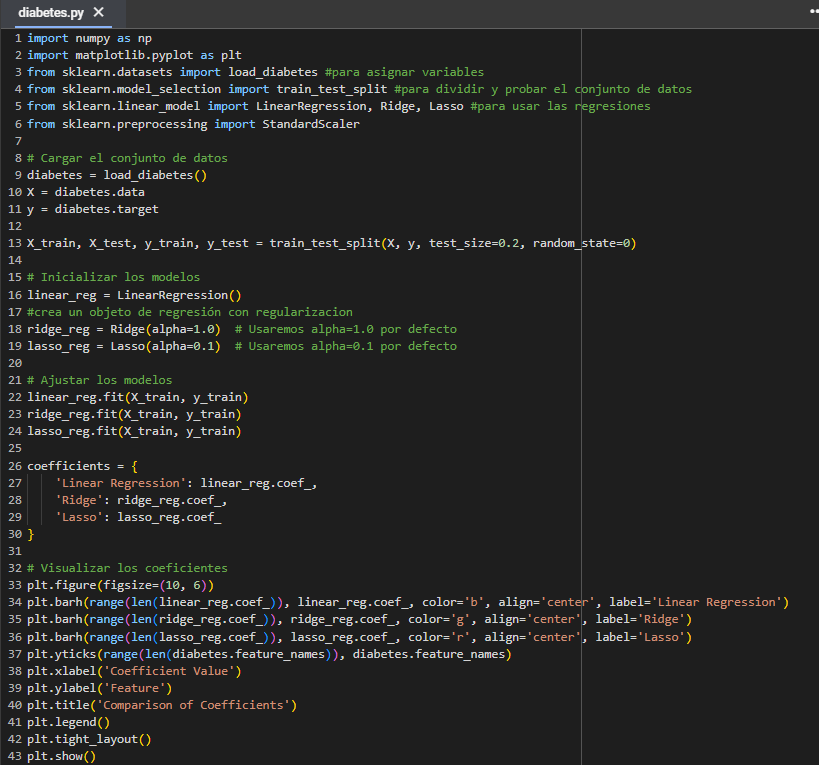 diabetes.py
1 import numpy as np
2 import matplotlib.pyplot as plt
3 from sklearn.datasets import load_diabetes #para asignar variables
4 from sklearn.model_selection import train_test_split #para dividir y probar el conjunto de datos
5 from sklearn.linear_model import LinearRegression, Ridge, Lasso #para usar las regresiones
6 from sklearn.preprocessing import StandardScaler
7
8 # Cargar el conjunto de datos
9 diabetes = load_diabetes()
10 X = diabetes.data
11 y = diabetes.target
12
13 X_train, X_test, y_train, y_test = train_test_split(X, y, test_size=0.2, random_state=0)
14
15 # Inicializar los modelos
16 linear_reg = LinearRegression()
17 #crea un objeto de regresión con regularizacion
18 ridge_reg = Ridge(alpha=1.0)  # Usaremos alpha=1.0 por defecto
19 lasso_reg = Lasso(alpha=0.1)  # Usaremos alpha=0.1 por defecto
20
21 # Ajustar los modelos
22 linear_reg.fit(X_train, y_train)
23 ridge_reg.fit(X_train, y_train)
24 lasso_reg.fit(X_train, y_train)
25
26 coefficients = {
27     'Linear Regression': linear_reg.coef_,
28     'Ridge': ridge_reg.coef_,
29     'Lasso': lasso_reg.coef_
30 }
31
32 # Visualizar los coeficientes
33 plt.figure(figsize=(10, 6))
34 plt.barh(range(len(linear_reg.coef_)), linear_reg.coef_, color='b', align='center', label='Linear Regression')
35 plt.barh(range(len(ridge_reg.coef_)), ridge_reg.coef_, color='g', align='center', label='Ridge')
36 plt.barh(range(len(lasso_reg.coef_)), lasso_reg.coef_, color='r', align='center', label='Lasso')
37 plt.yticks(range(len(diabetes.feature_names)), diabetes.feature_names)
38 plt.xlabel('Coefficient Value')
39 plt.ylabel('Feature')
40 plt.title('Comparison of Coefficients')
41 plt.legend()
42 plt.tight_layout()
43 plt.show()